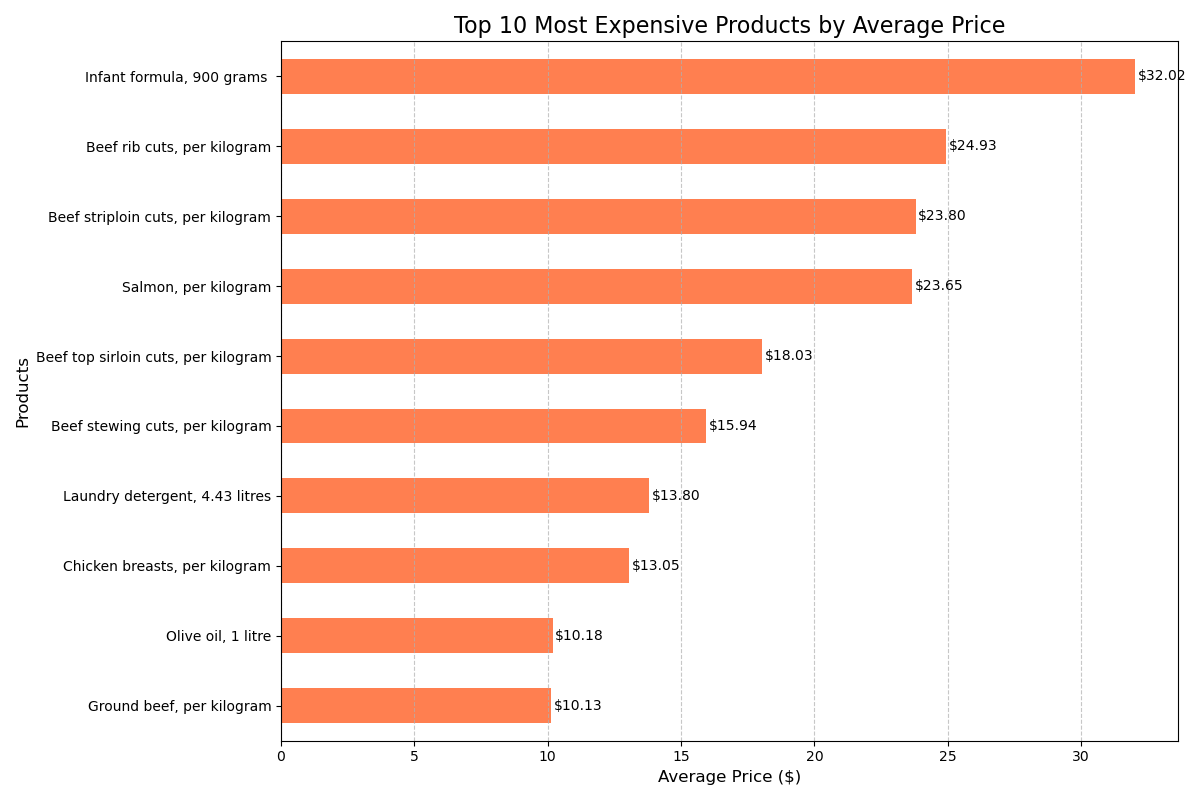 Top 10 Most Expensive Products by Average Price
Infant formula, 900 grams
$32.02
Beef rib cuts, per kilogram
$24.93
Beef striploin cuts, per kilogram
$23.80
Salmon, per kilogram
$23.65
Beef top sirloin cuts, per kilogram
$18.03
Beef stewing cuts, per kilogram
$15.94
Laundry detergent, 4.43 litres
$13.80
Chicken breasts, per kilogram
$13.05
Olive oil, 1 litre
$10.18
Ground beef, per kilogram
$10.13
Products
0 5 10 15 20 25 30
Average Price ($)